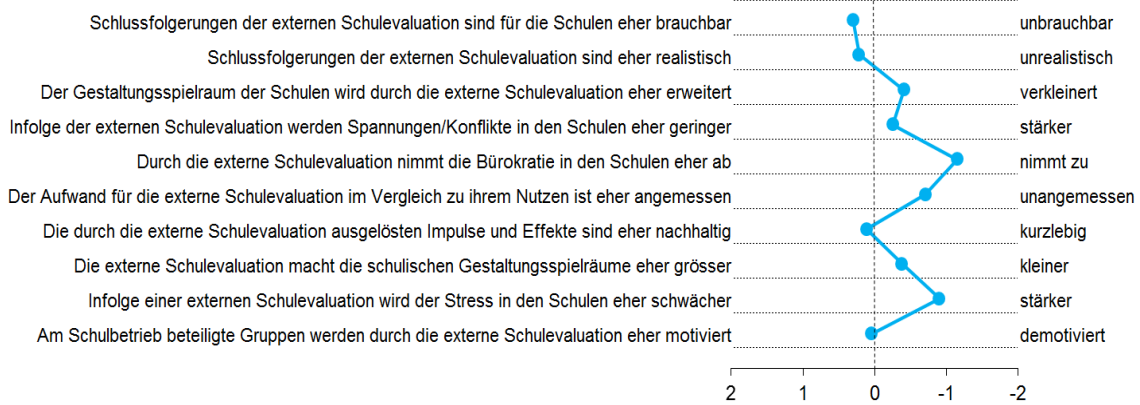 Schlussfolgerungen der externen Schulevaluation sind für die Schulen eher brauchbar unbrauchbar
Schlussfolgerungen der externen Schulevaluation sind eher realistisch unrealistisch
Der Gestaltungsspielraum der Schulen wird durch die externe Schulevaluation eher erweitert verkleinert
Infolge der externen Schulevaluation werden Spannungen/Konflikte in den Schulen eher geringer stärker
Durch die externe Schulevaluation nimmt die Bürokratie in den Schulen eher ab nimmt zu
Der Aufwand für die externe Schulevaluation im Vergleich zu ihrem Nutzen ist eher angemessen unangemessen
Die durch die externe Schulevaluation ausgelösten Impulse und Effekte sind eher nachhaltig kurzlebig
Die externe Schulevaluation macht die schulischen Gestaltungsspielräume eher grösser kleiner
Infolge einer externen Schulevaluation wird der Stress in den Schulen eher schwächer stärker
Am Schulbetrieb beteiligte Gruppen werden durch die externe Schulevaluation eher motiviert demotiviert
2 1 0 -1 -2